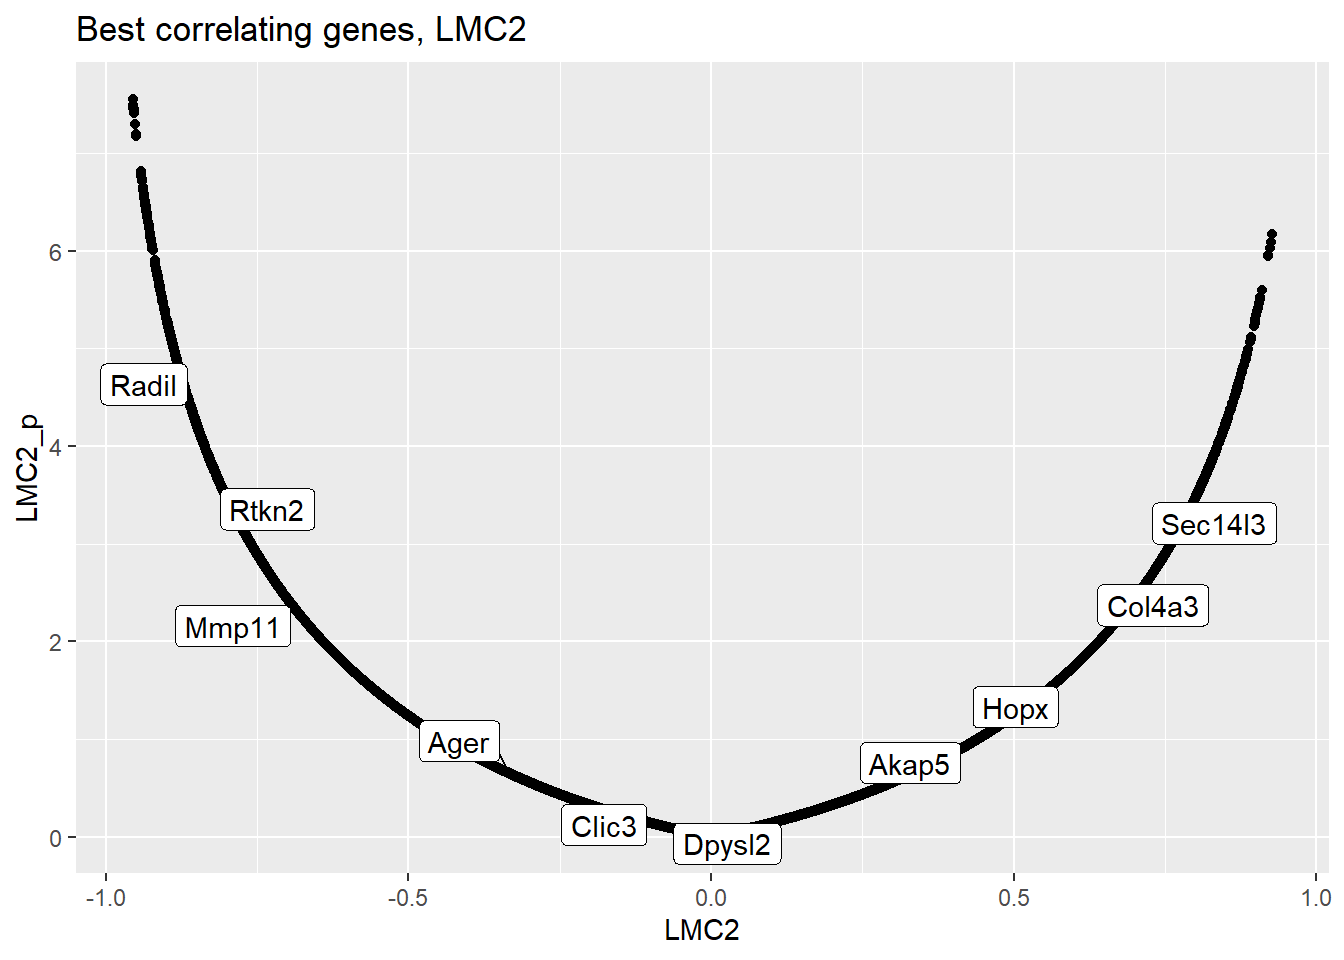 Best correlating genes, LMC2
LMC2_p
6
4
2
0
Radil
Rtkn2
Sec14l3
Col4a3
Mmp11
Hopx
Ager
Akap5
Clic3
Dpysl2
-1.0
-0.5
0.0
0.5
1.0
LMC2